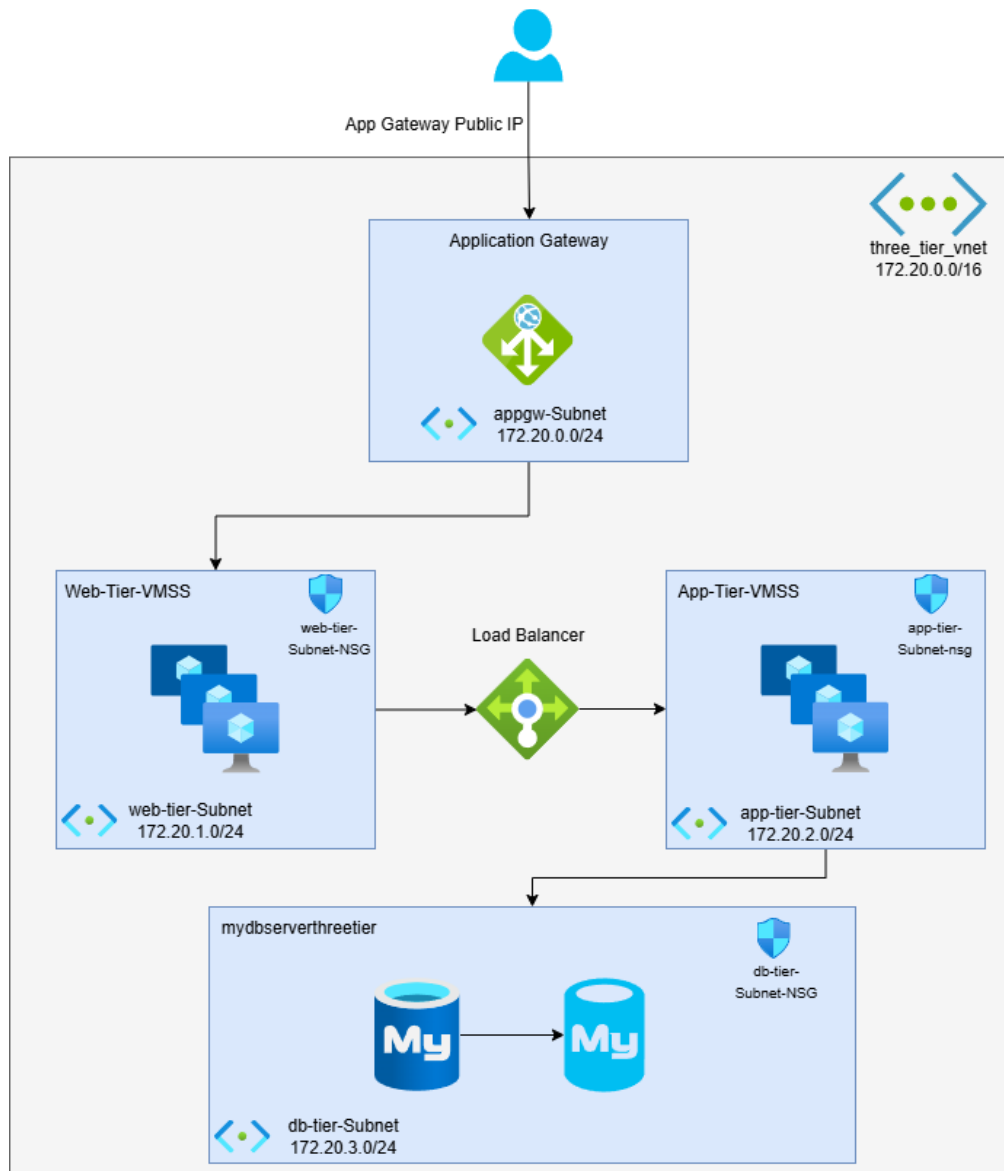 App Gateway Public IP
three_tier_vnet
172.20.0.0/16
Application Gateway
appgw-Subnet
172.20.0.0/24
Web-Tier-VMSS
web-tier-
Subnet-NSG
web-tier-Subnet
172.20.1.0/24
Load Balancer
App-Tier-VMSS
app-tier-
Subnet-nsg
app-tier-Subnet
172.20.2.0/24
mydbserverthreetier
db-tier-
Subnet-NSG
My
My
db-tier-Subnet
172.20.3.0/24